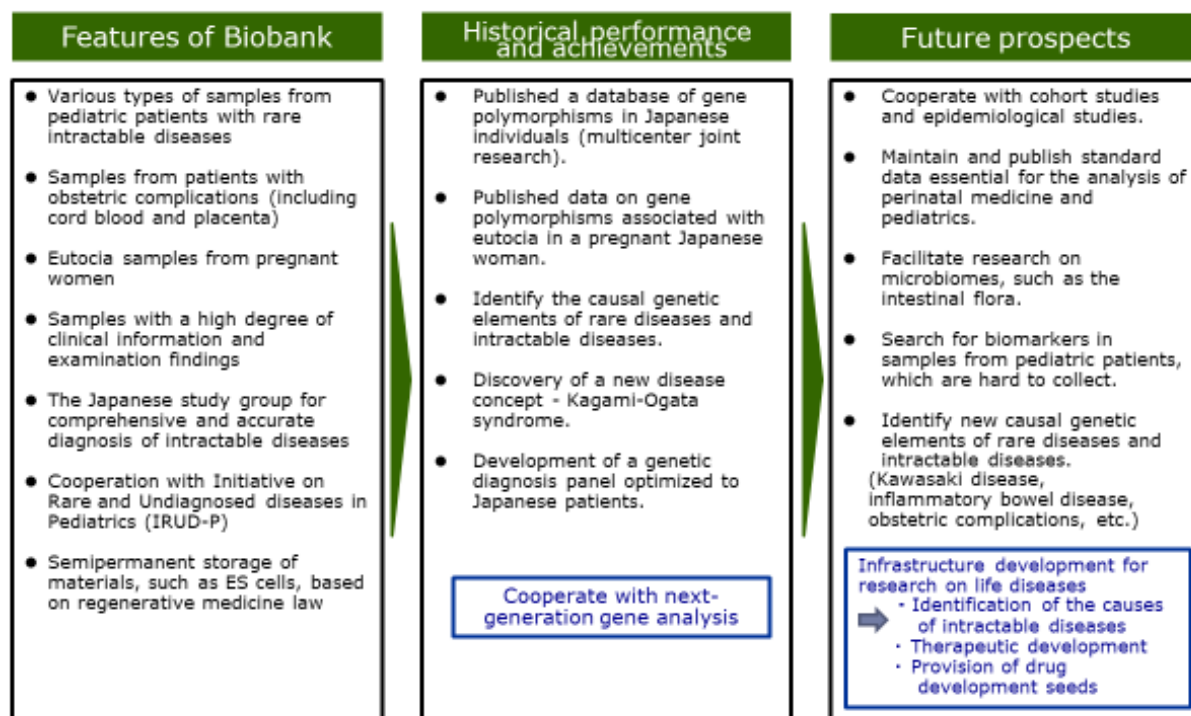 Features of Biobank
● Various types of samples from
pediatric patients with rare
intractable diseases
● Samples from patients with
obstetric complications (including
cord blood and placenta)
● Eutocia samples from pregnant
women
● Samples with a high degree of
clinical information and
examination findings
● The Japanese study group for
comprehensive and accurate
diagnosis of intractable diseases
● Cooperation with Initiative on
Rare and Undiagnosed diseases in
Pediatrics (IRUD-P)
● Semipermanent storage of
materials, such as ES cells, based
on regenerative medicine law
Historical performance
and achievements
● Published a database of gene
polymorphisms in Japanese
individuals (multicenter joint
research).
● Published data on gene
polymorphisms associated with
eutocia in a pregnant Japanese
woman.
● Identify the causal genetic
elements of rare diseases and
intractable diseases.
● Discovery of a new disease
concept - Kagami-Ogata
syndrome.
● Development of a genetic
diagnosis panel optimized to
Japanese patients.
Cooperate with next-
generation gene analysis
Future prospects
● Cooperate with cohort studies
and epidemiological studies.
● Maintain and publish standard
data essential for the analysis of
perinatal medicine and
pediatrics.
● Facilitate research on
microbiomes, such as the
intestinal flora.
● Search for biomarkers in
samples from pediatric patients,
which are hard to collect.
● Identify new causal genetic
elements of rare diseases and
intractable diseases.
(Kawasaki disease,
inflammatory bowel disease,
obstetric complications, etc.)
Infrastructure development for
research on life diseases
・Identification of the causes
of intractable diseases
・Therapeutic development
・Provision of drug
development seeds